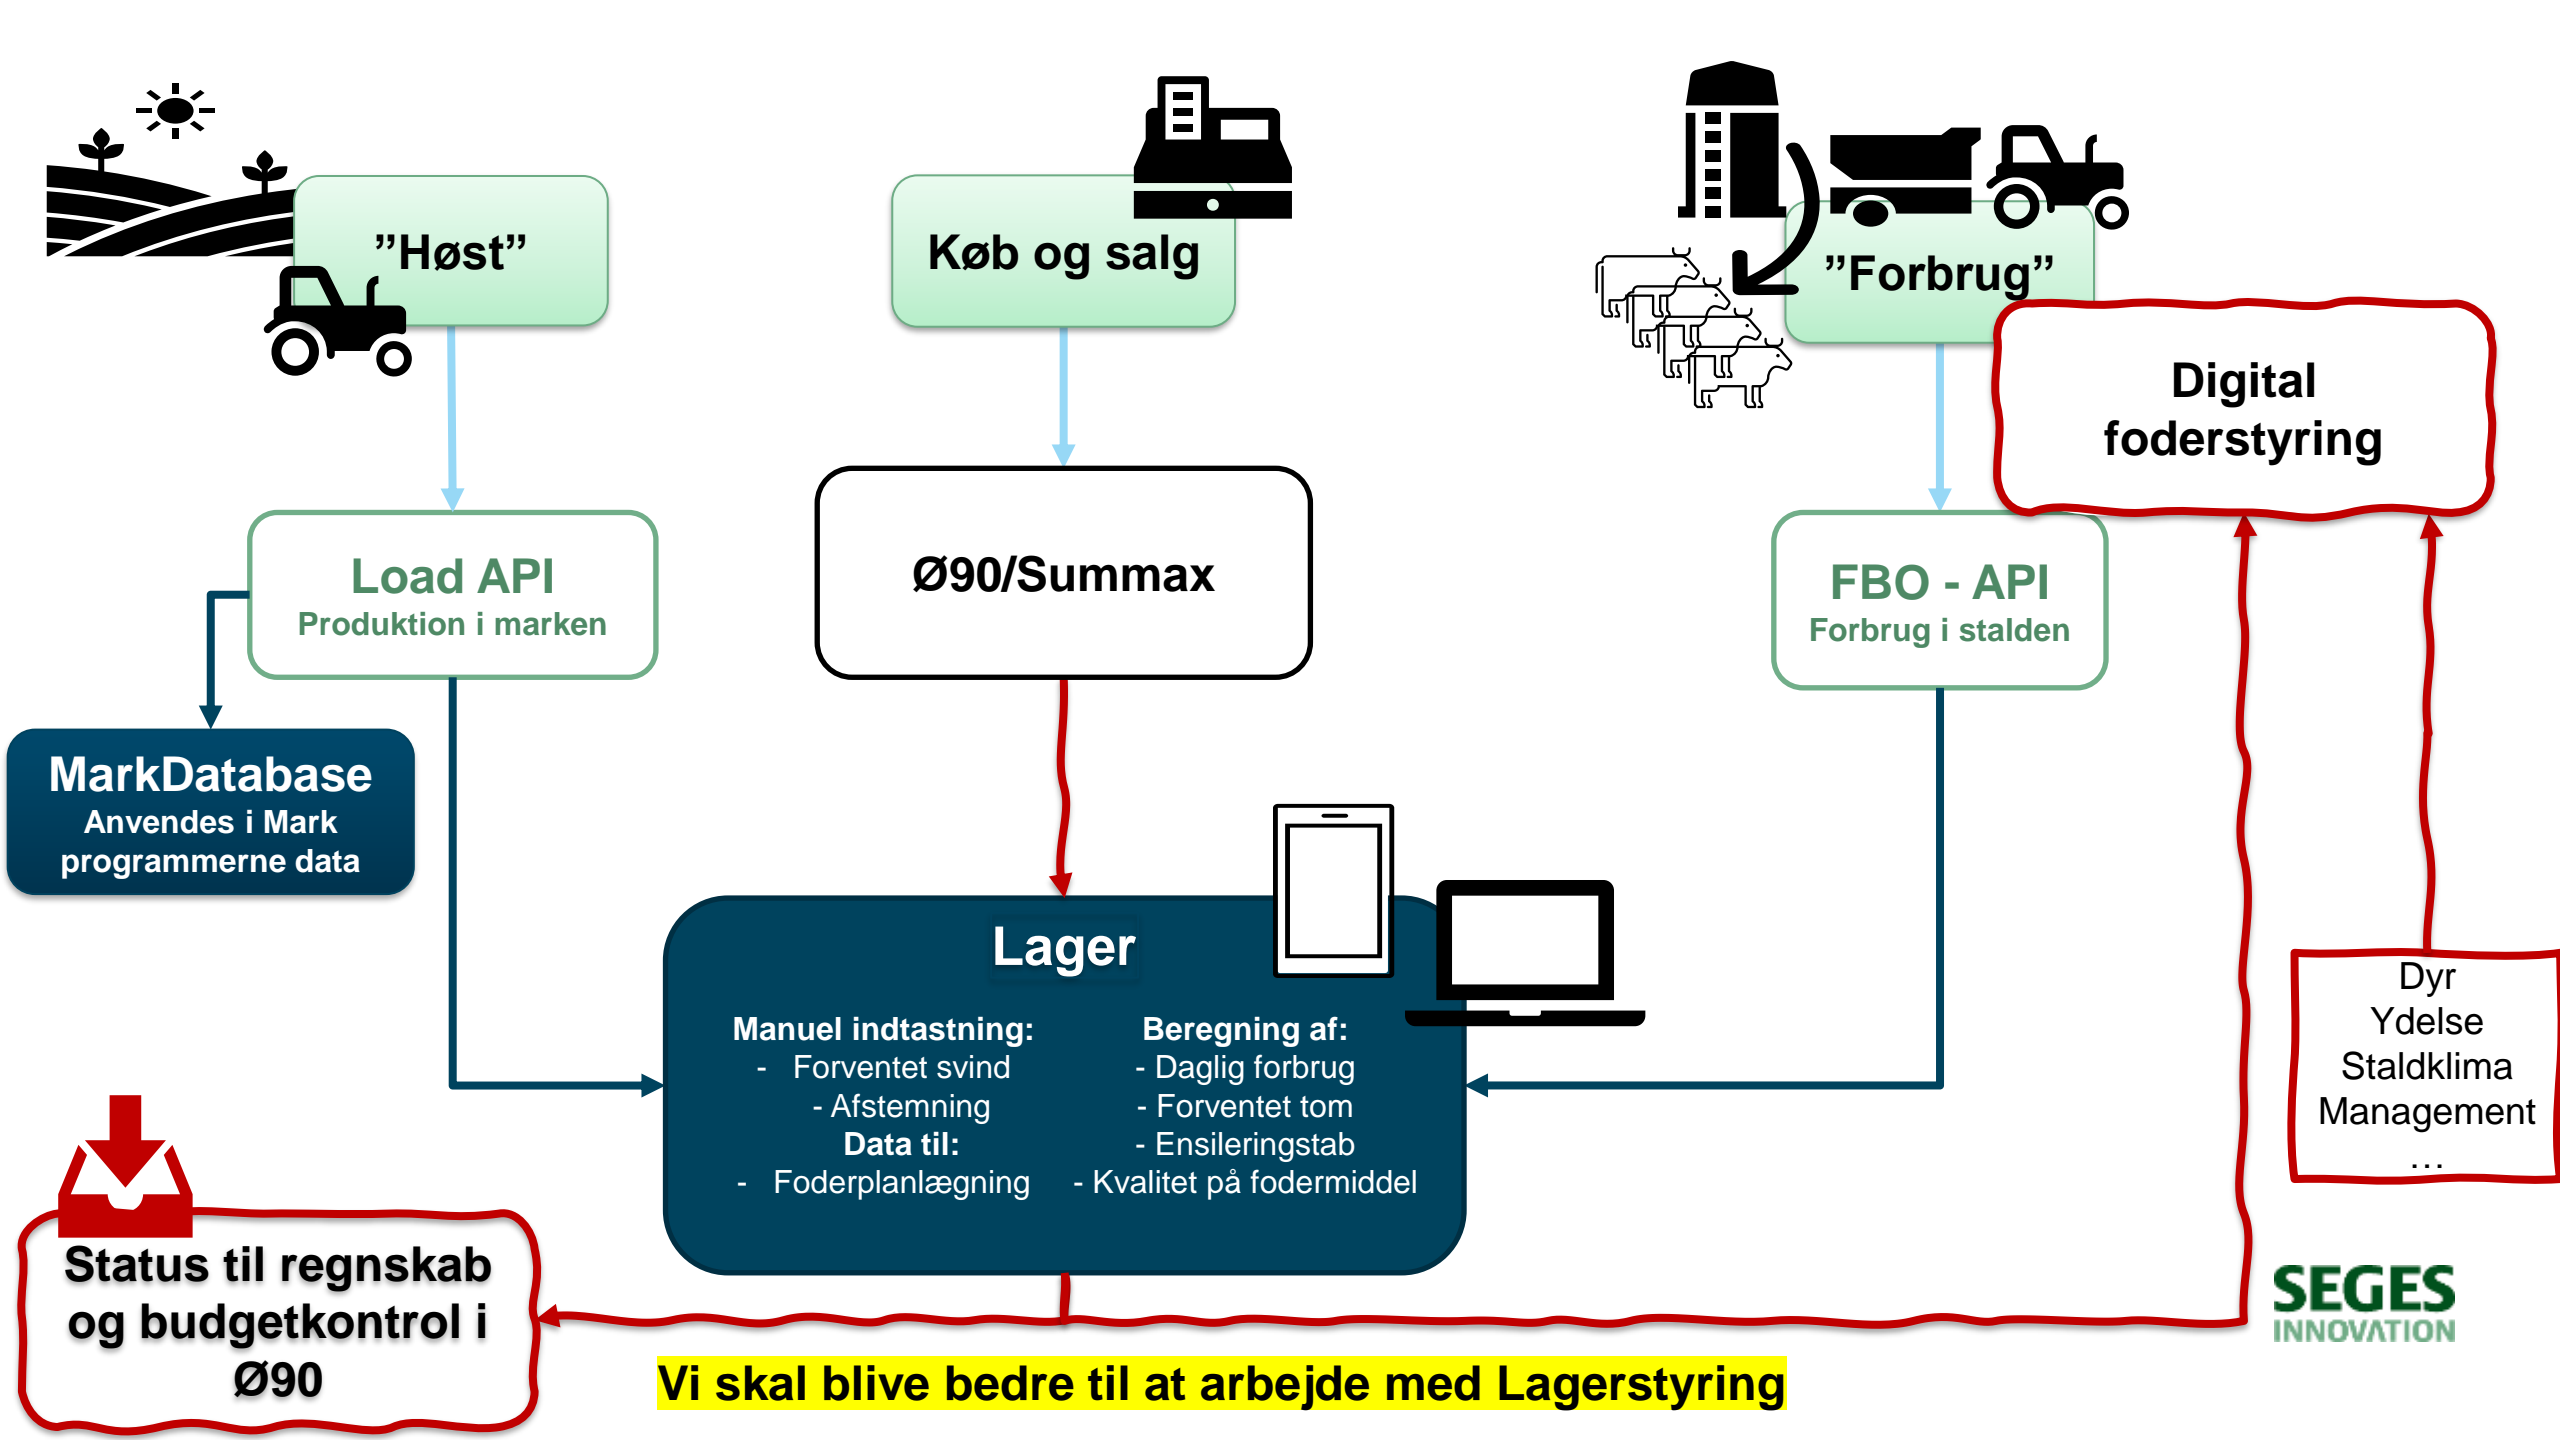 ”Høst”
Køb og salg
”Forbrug”
Digital
foderstyring
Load API
Produktion i marken
Ø90/Summax
FBO - API
Forbrug i stalden
MarkDatabase
Anvendes i Mark
programmerne data
Lager
Manuel indtastning:
- Forventet svind
- Afstemning
Data til:
- Foderplanlægning
Beregning af:
- Daglig forbrug
- Forventet tom
- Ensileringstab
- Kvalitet på fodermiddel
Dyr
Ydelse
Staldklima
Management
…
Status til regnskab
og budgetkontrol i
Ø90
SEGES
INNOVATION
Vi skal blive bedre til at arbejde med Lagerstyring